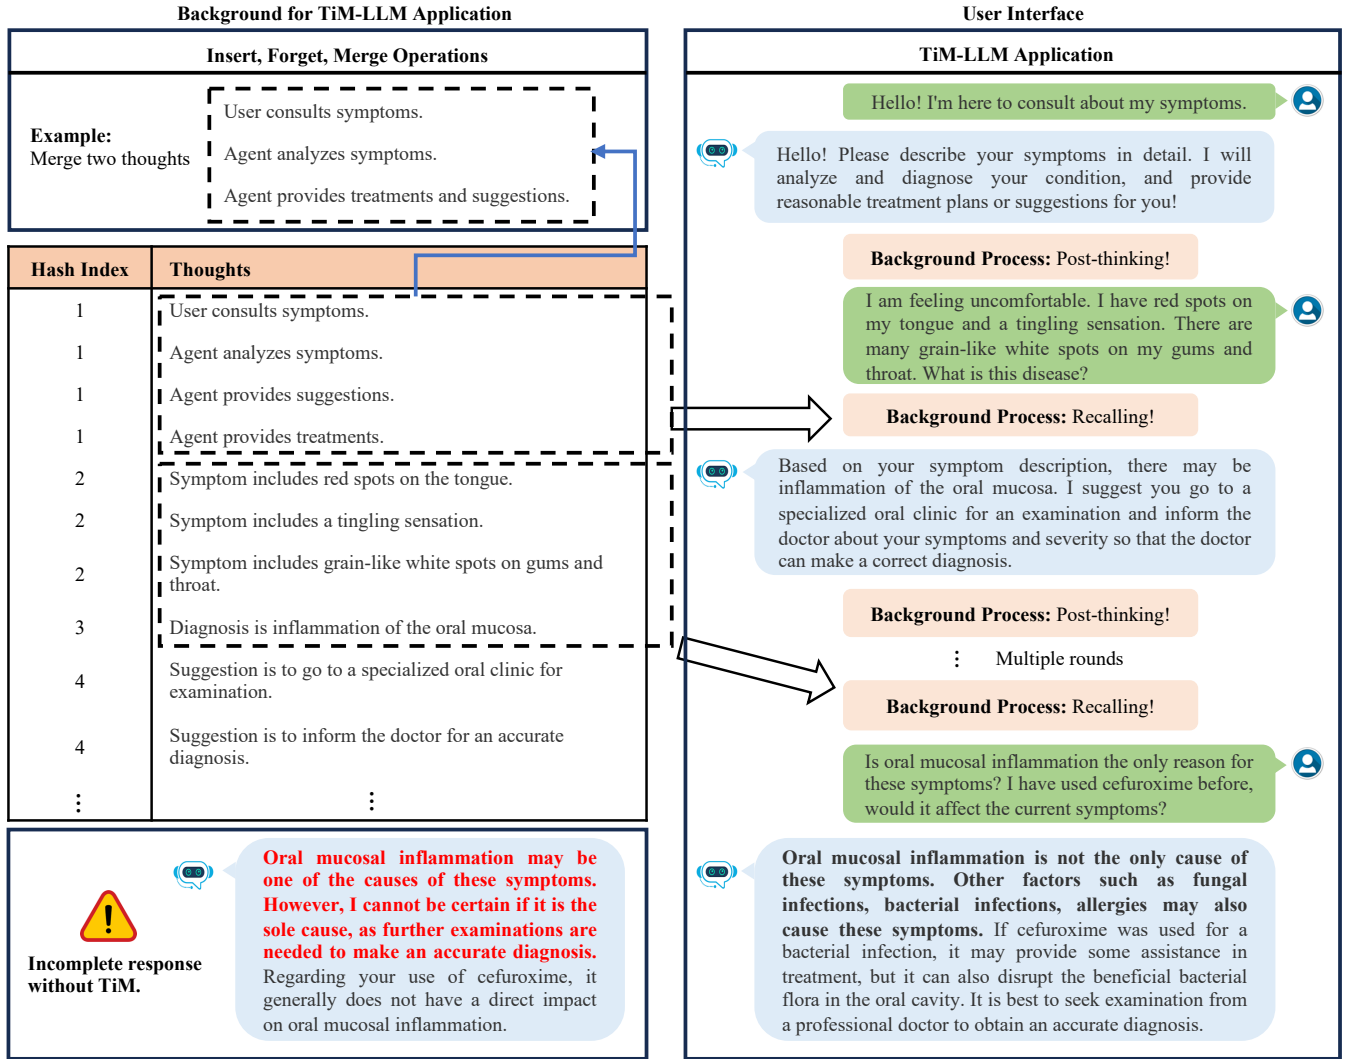 Background for TiM-LLM Application
Insert, Forget, Merge Operations
Example:
Merge two thoughts
User consults symptoms.
Agent analyzes symptoms.
Agent provides treatments and suggestions.
Hash Index Thoughts
1 User consults symptoms.
1 Agent analyzes symptoms.
1 Agent provides suggestions.
1 Agent provides treatments.
2 Symptom includes red spots on the tongue.
2 Symptom includes a tingling sensation.
2 Symptom includes grain-like white spots on gums and
throat.
3 Diagnosis is inflammation of the oral mucosa.
4 Suggestion is to go to a specialized oral clinic for
examination.
4 Suggestion is to inform the doctor for an accurate
diagnosis.
⋮ ⋮
Incomplete response
without TiM.
Oral mucosal inflammation may be
one of the causes of these symptoms.
However, I cannot be certain if it is the
sole cause, as further examinations are
needed to make an accurate diagnosis.
Regarding your use of cefuroxime, it
generally does not have a direct impact
on oral mucosal inflammation.
User Interface
TiM-LLM Application
Hello! I'm here to consult about my symptoms.
Hello! Please describe your symptoms in detail. I will
analyze and diagnose your condition, and provide
reasonable treatment plans or suggestions for you!
Background Process: Post-thinking!
I am feeling uncomfortable. I have red spots on
my tongue and a tingling sensation. There are
many grain-like white spots on my gums and
throat. What is this disease?
Background Process: Recalling!
Based on your symptom description, there may be
inflammation of the oral mucosa. I suggest you go to a
specialized oral clinic for an examination and inform the
doctor about your symptoms and severity so that the doctor
can make a correct diagnosis.
Background Process: Post-thinking!
⋮ Multiple rounds
Background Process: Recalling!
Is oral mucosal inflammation the only reason for
these symptoms? I have used cefuroxime before,
would it affect the current symptoms?
Oral mucosal inflammation is not the only cause of
these symptoms. Other factors such as fungal
infections, bacterial infections, allergies may also
cause these symptoms. If cefuroxime was used for a
bacterial infection, it may provide some assistance in
treatment, but it can also disrupt the beneficial bacterial
flora in the oral cavity. It is best to seek examination from
a professional doctor to obtain an accurate diagnosis.